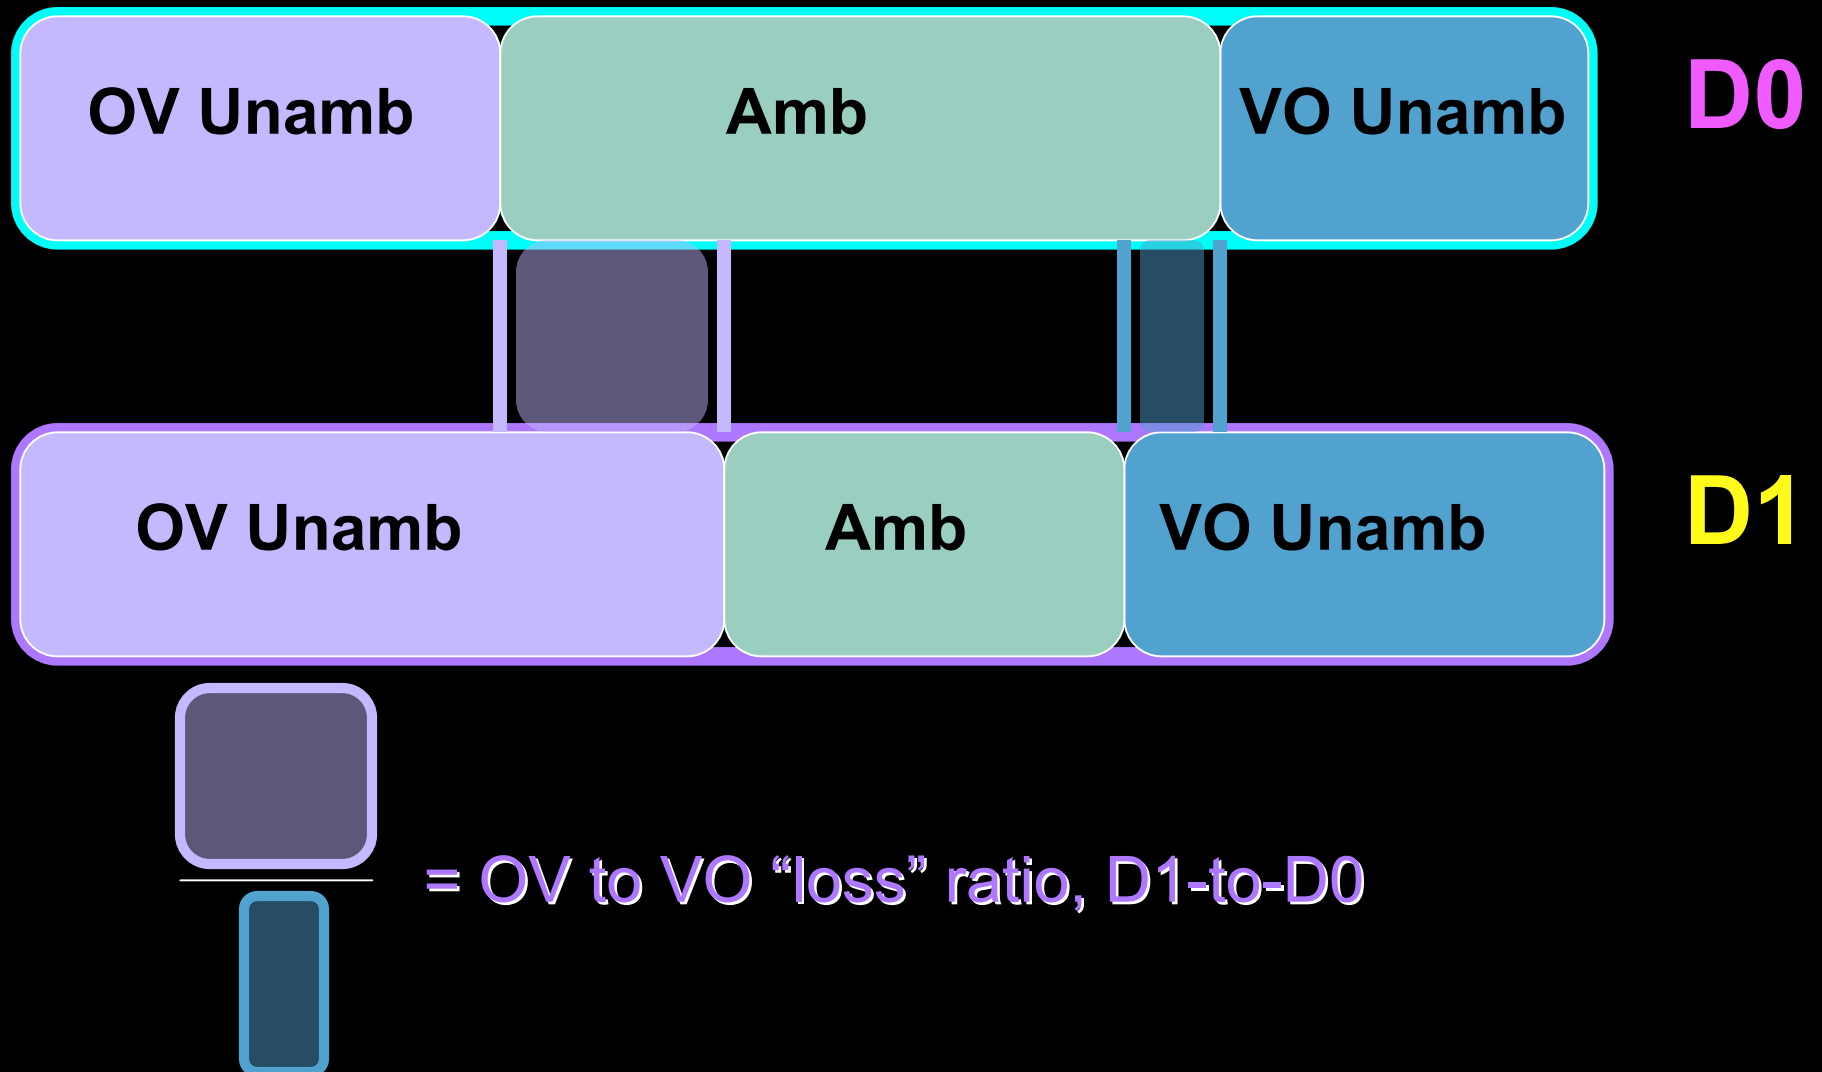 OV Unamb Amb VO Unamb D0
OV Unamb Amb VO Unamb D1
= OV to VO “loss” ratio, D1-to-D0